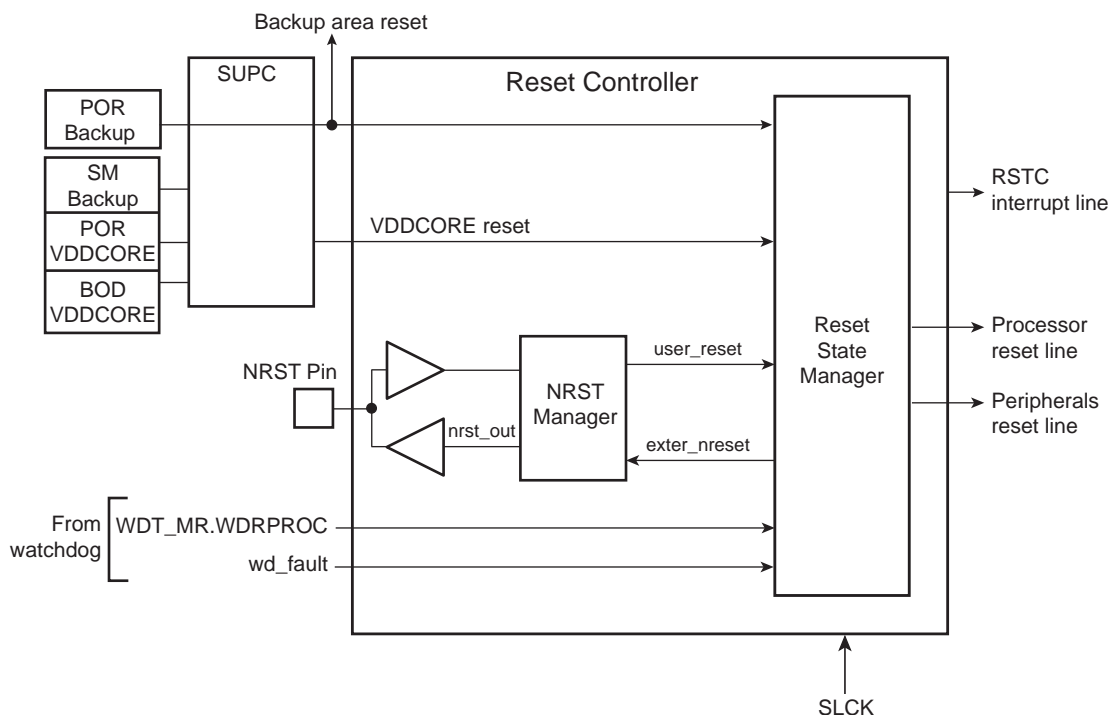 Backup area reset
SUPC
Reset Controller
POR
Backup
SM
Backup
RSTC
interrupt line
POR
VDDCORE
VDDCORE reset
BOD
VDDCORE
Reset
State
Manager
Processor
reset line
user_reset
NRST Pin
NRST
Manager
nrst_out
Peripherals
reset line
exter_nreset
From
watchdog
WDT_MR.WDRPROC
wd_fault
SLCK